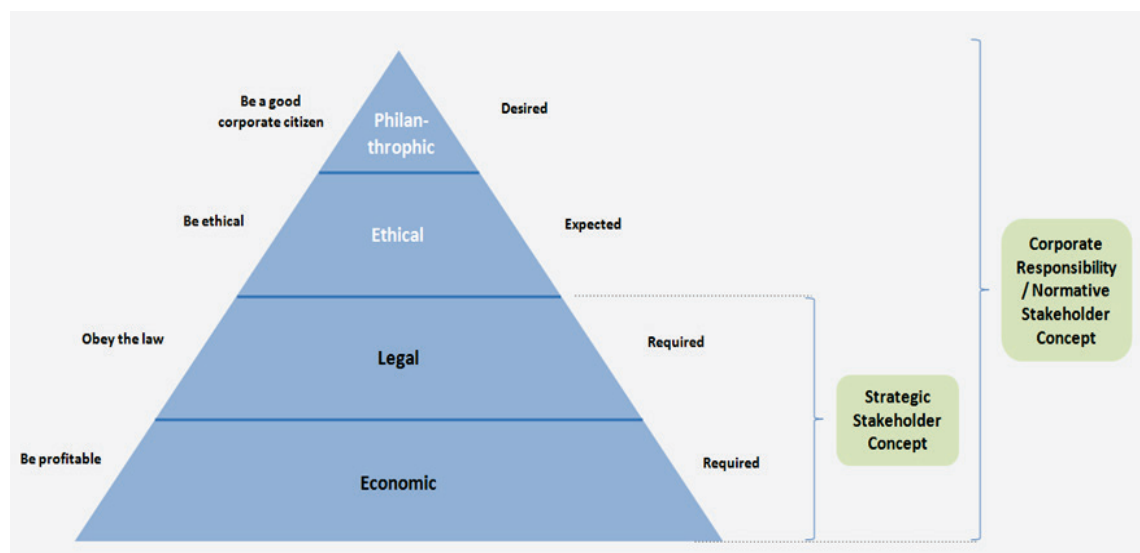 Be a good
corporate citizen
Philan-
throphic
Desired
Be ethical
Ethical
Expected
Corporate
Responsibility
/ Normative
Stakeholder
Concept
Obey the law
Legal
Required
Strategic
Stakeholder
Concept
Be profitable
Economic
Required